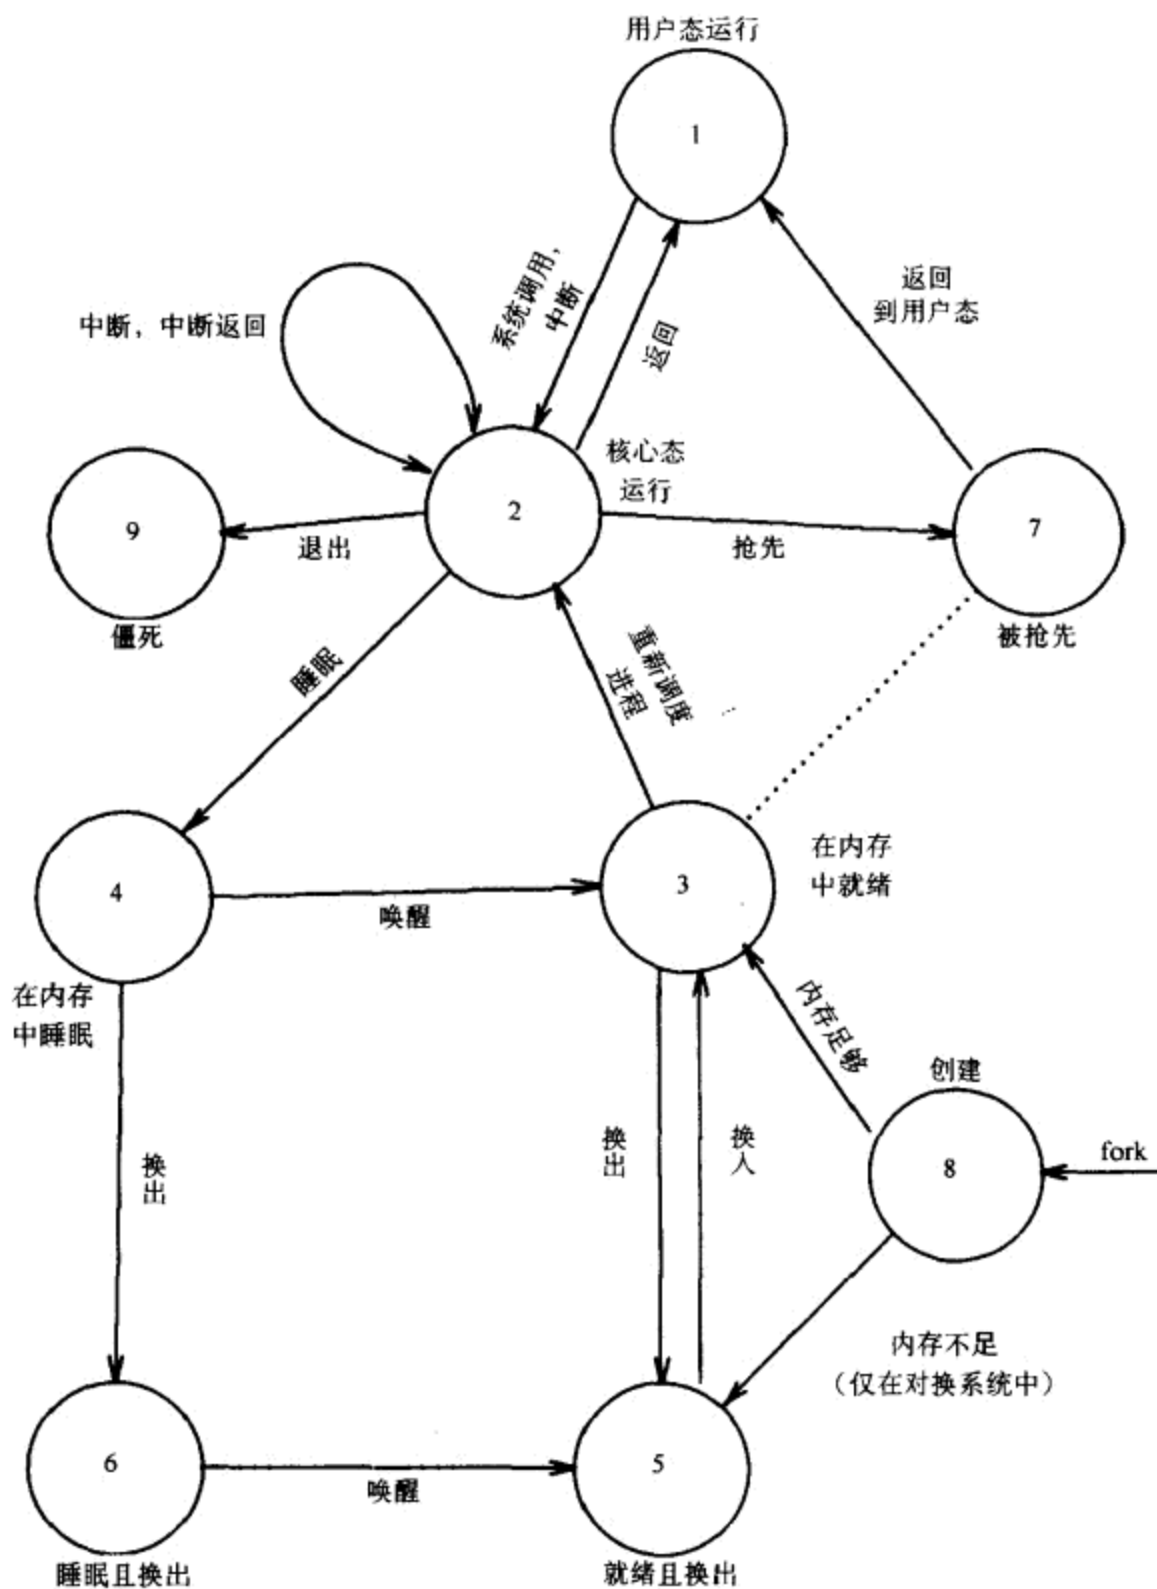 用户态运行
1
系统调用，
中断
返回
返回
到用户态
中断，中断返回
核心态
运行
2
9
7
退出
抢先
僵死
被抢先
睡眠
重新调度
进程
4
3
在内存
中就绪
唤醒
在内存
中睡眠
内存足够
创建
换出
换出
换入
8
fork
内存不足
（仅在对换系统中）
6
5
唤醒
睡眠且换出
就绪且换出